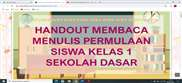 HANDOUT MEMBACA
MENULIS PERMULAAN
SISWA KELAS 1
SEKOLAH DASAR